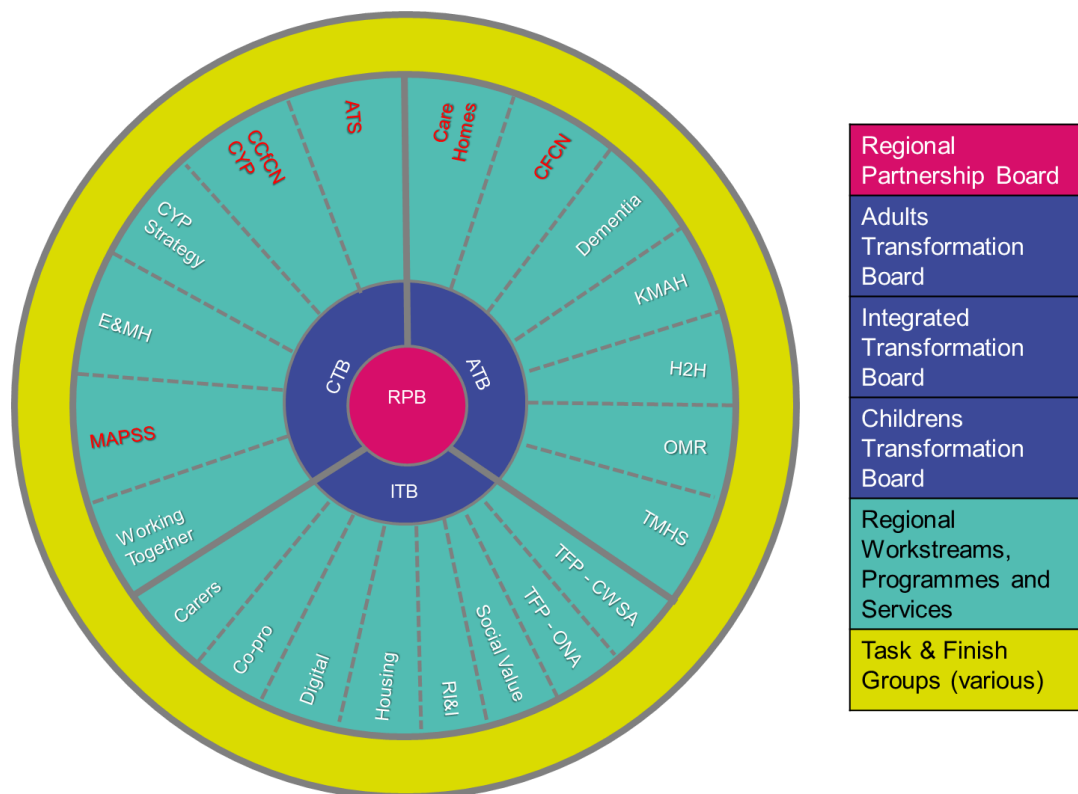 ATS
Care
Homes
CFCN
Dementia
KMAH
H2H
OMR
TMHS
TFP - CWSA
TFP - ONA
Social Value
RI&I
Housing
Digital
Co-pro
Carers
Working
Together
MAPSS
E&MH
CYP
Strategy
CCfCN
CYP
CTB
ATB
RPB
ITB
Regional
Partnership Board
Adults
Transformation
Board
Integrated
Transformation
Board
Childrens
Transformation
Board
Regional
Workstreams,
Programmes and
Services
Task & Finish
Groups (various)